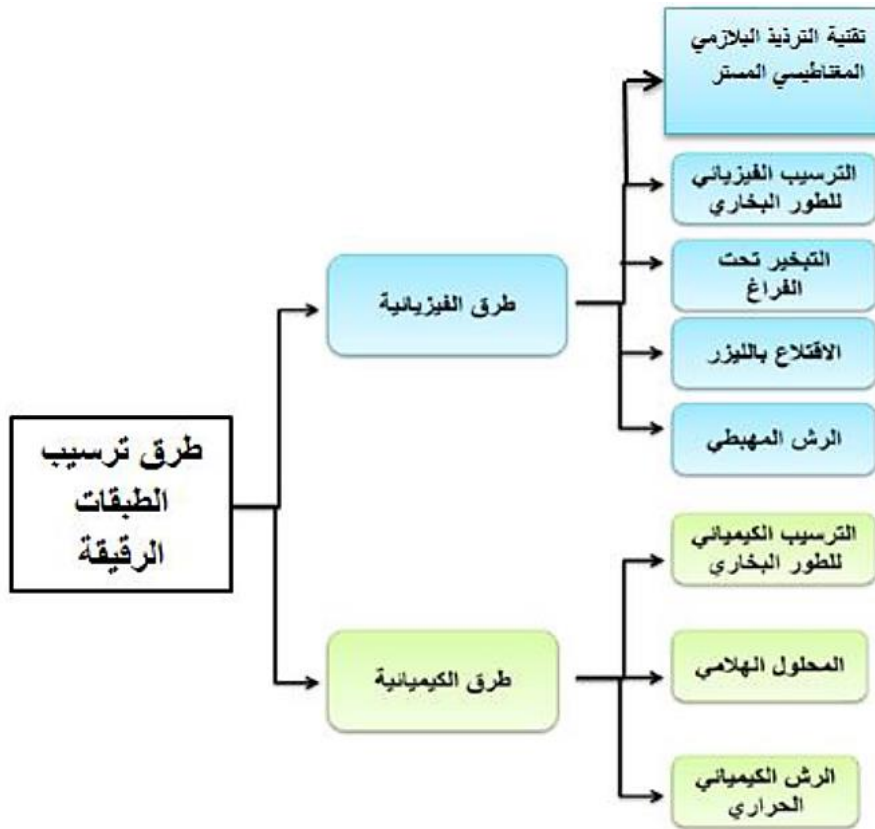 تقنية الترذيذ البلازمي
المغناطيسي المستر
الترسيب الفيزيائي
للطور البخاري
التبخير تحت
الفراغ
طرق الفيزيائية
الاقتلاع بالليزر
الرش المهبطي
طرق ترسيب
الطبقات
الرقيقة
الترسيب الكيميائي
للطور البخاري
طرق الكيميائية
المحلول الهلامي
الرش الكيميائي
الحراري